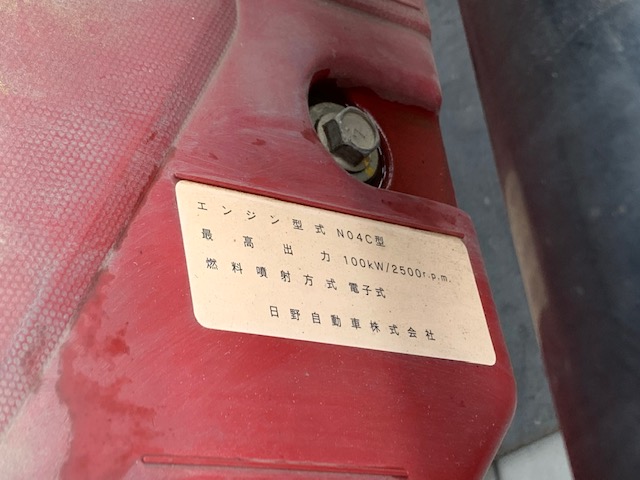 エンジン型式 N04C型
最高出力 100kW/2500r.p.m.
燃料噴射方式 電子式
日野自動車株式会社